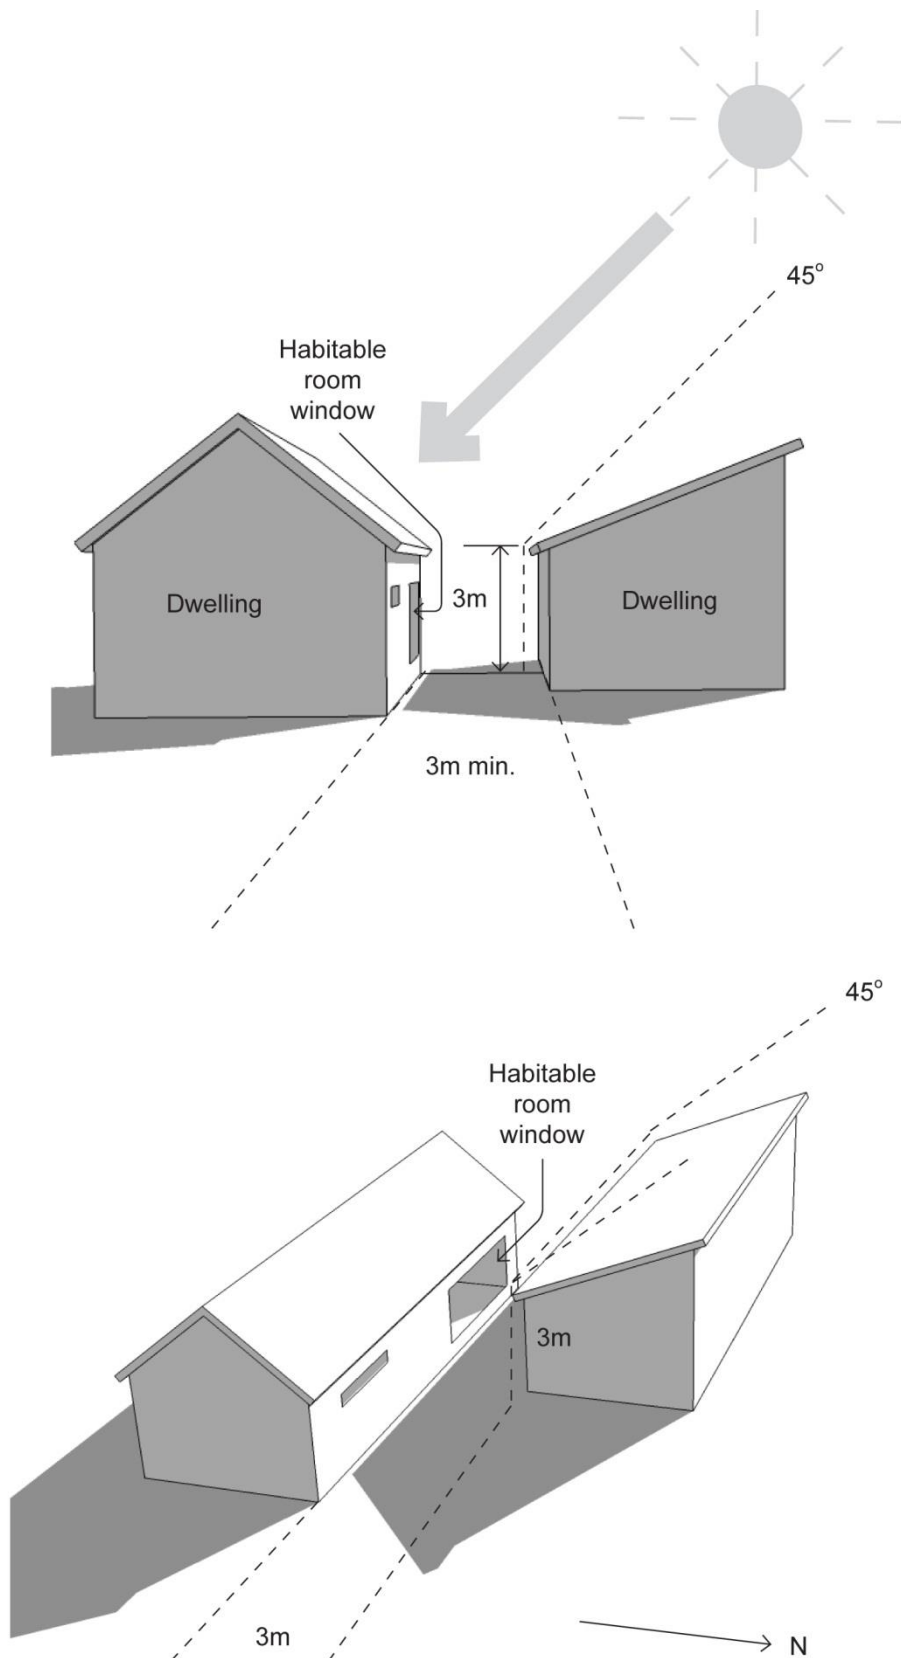 45°
Habitable
room
window
3m
Dwelling
Dwelling
3m min.
45°
Habitable
room
window
3m
3m
N